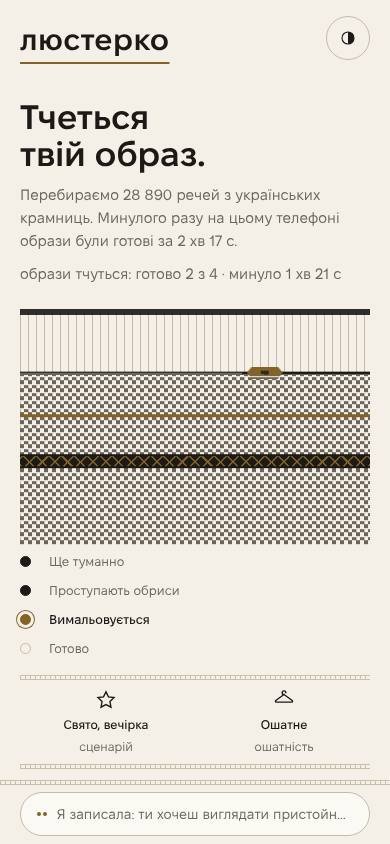 люстерко
Тчеться
твій образ.
Перебираємо 28 890 речей з українських
крамниць. Минулого разу на цьому телефоні
образи були готові за 2 хв 17 с.
образи тчуться: готово 2 з 4 · минуло 1 хв 21 с
Ще туманно
Проступають обриси
Вимальовується
Готово
Свято, вечірка
сценарій
Ошатне
ошатність
Я записала: ти хочеш виглядати пристойн...